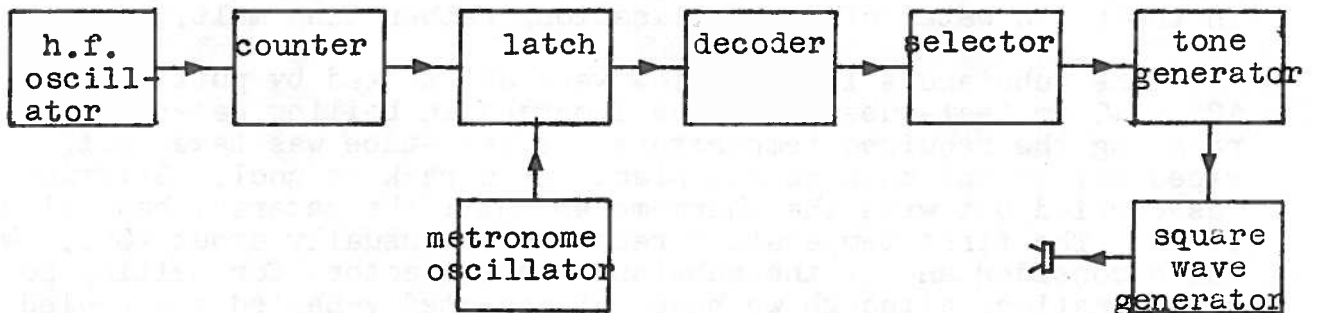 h.f.
oscill-
ator
counter
latch
decoder
selector
tone
generator
metronome
oscillator
square
wave
generator